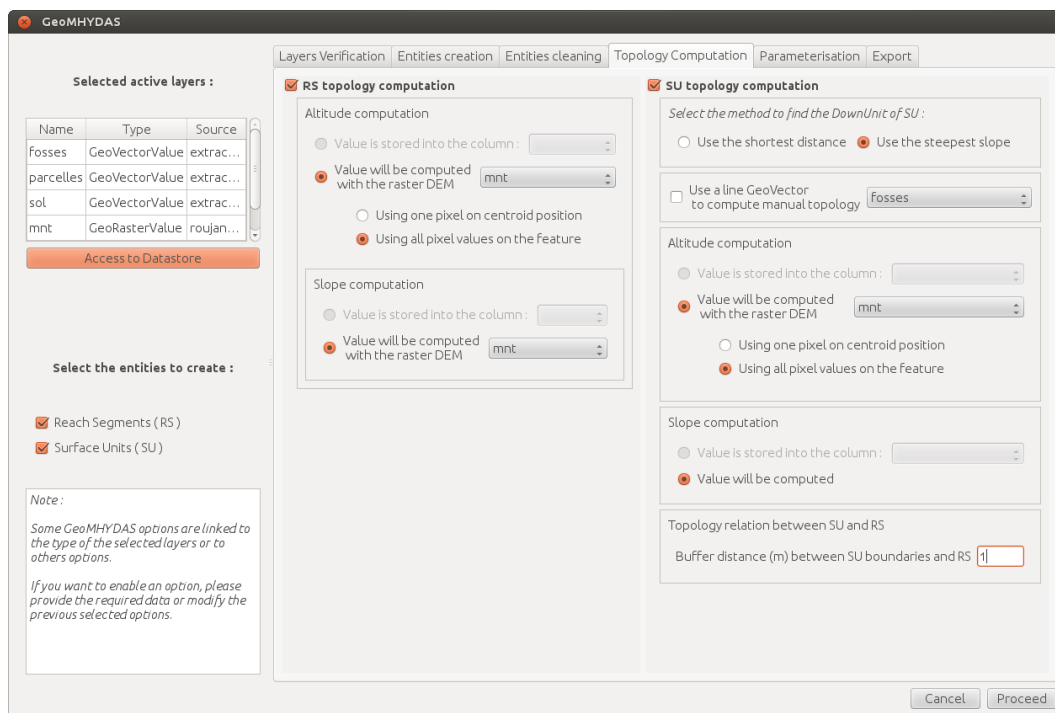 GeoMHYDAS
Layers Verification Entities creation Entities cleaning Topology Computation Parameterisation Export
Selected active layers :
Name Type Source
fosses GeoVectorValue extrac...
parcelles GeoVectorValue extrac...
sol GeoVectorValue extrac...
mnt GeoRasterValue roujan...
Access to Datastore
Select the entities to create :
Reach Segments ( RS )
Surface Units ( SU )
Note :
Some GeoMHYDAS options are linked to
the type of the selected layers or to
others options.
If you want to enable an option, please
provide the required data or modify the
previous selected options.
RS topology computation
Altitude computation
Value is stored into the column :
Value will be computed
with the raster DEM
mnt
Using one pixel on centroid position
Using all pixel values on the feature
Slope computation
Value is stored into the column :
Value will be computed
with the raster DEM
mnt
SU topology computation
Select the method to find the DownUnit of SU :
Use the shortest distance Use the steepest slope
Use a line GeoVector
to compute manual topology
fosses
Altitude computation
Value is stored into the column :
Value will be computed
with the raster DEM
mnt
Using one pixel on centroid position
Using all pixel values on the feature
Slope computation
Value is stored into the column :
Value will be computed
Topology relation between SU and RS
Buffer distance (m) between SU boundaries and RS 1
Cancel Proceed